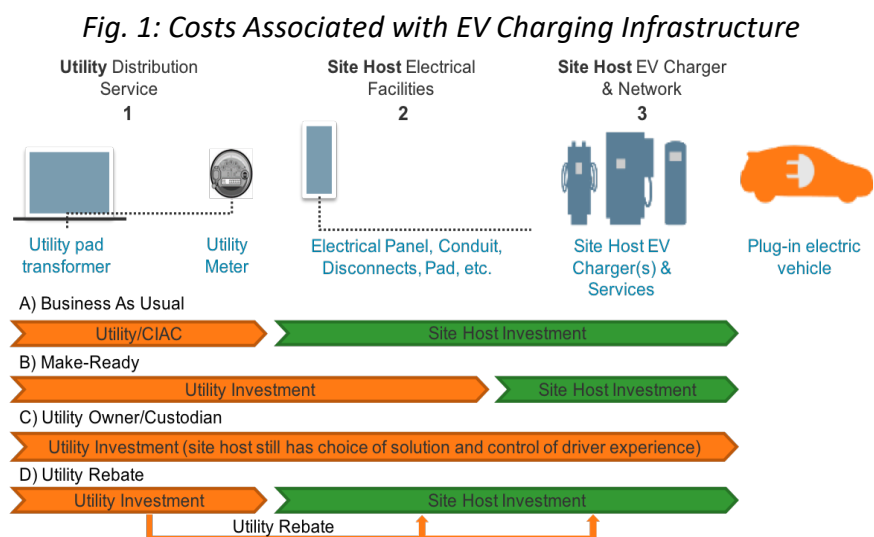 Fig. 1: Costs Associated with EV Charging Infrastructure
Utility Distribution
Service
1
Site Host Electrical
Facilities
2
Site Host EV Charger
& Network
3
Utility pad
transformer
Utility
Meter
Electrical Panel, Conduit,
Disconnects, Pad, etc.
Site Host EV
Charger(s) &
Services
Plug-in electric
vehicle
A) Business As Usual
Utility/CIAC
Site Host Investment
B) Make-Ready
Utility Investment
Site Host Investment
C) Utility Owner/Custodian
Utility Investment (site host still has choice of solution and control of driver experience)
D) Utility Rebate
Utility Investment
Site Host Investment
Utility Rebate